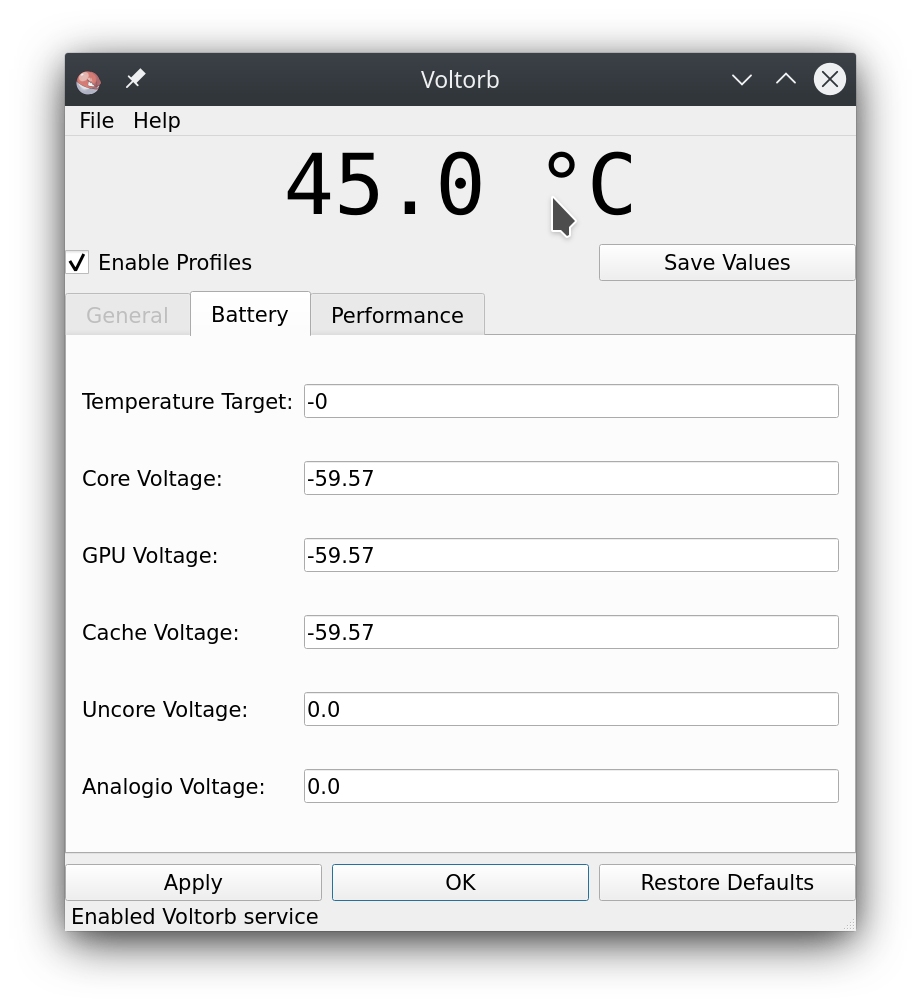 Voltorb
File Help
45.0 °C
Enable Profiles Save Values
General Battery Performance
Temperature Target: -0
Core Voltage: -59.57
GPU Voltage: -59.57
Cache Voltage: -59.57
Uncore Voltage: 0.0
Analogio Voltage: 0.0
Apply OK Restore Defaults
Enabled Voltorb service